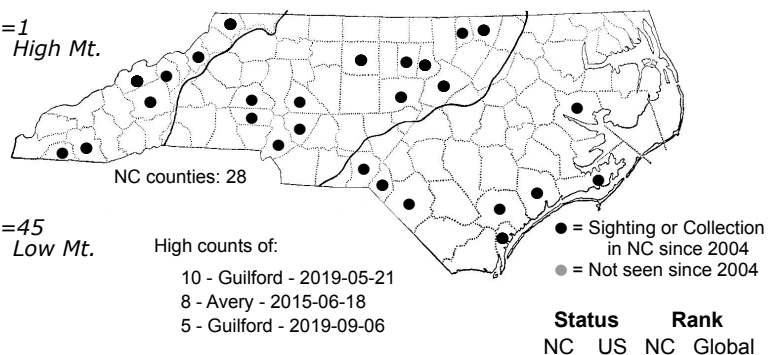 =1
High Mt.
NC counties: 28
=45
Low Mt.
High counts of:
10 - Guilford - 2019-05-21
8 - Avery - 2015-06-18
5 - Guilford - 2019-09-06
● = Sighting or Collection
in NC since 2004
● = Not seen since 2004
Status Rank
NC US NC Global